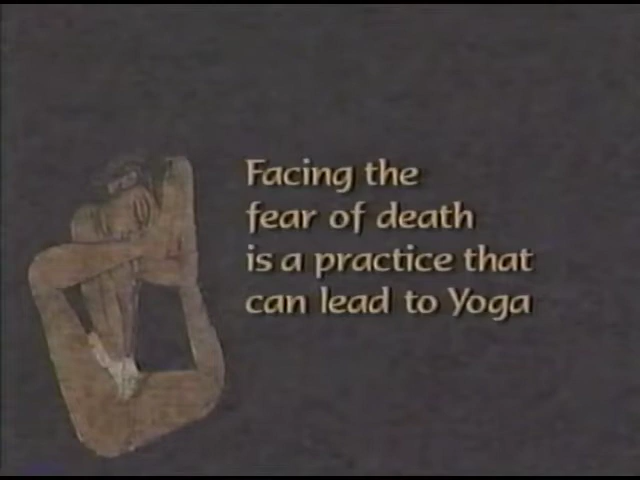 Facing the
fear of death
is a practice that
can lead to Yoga